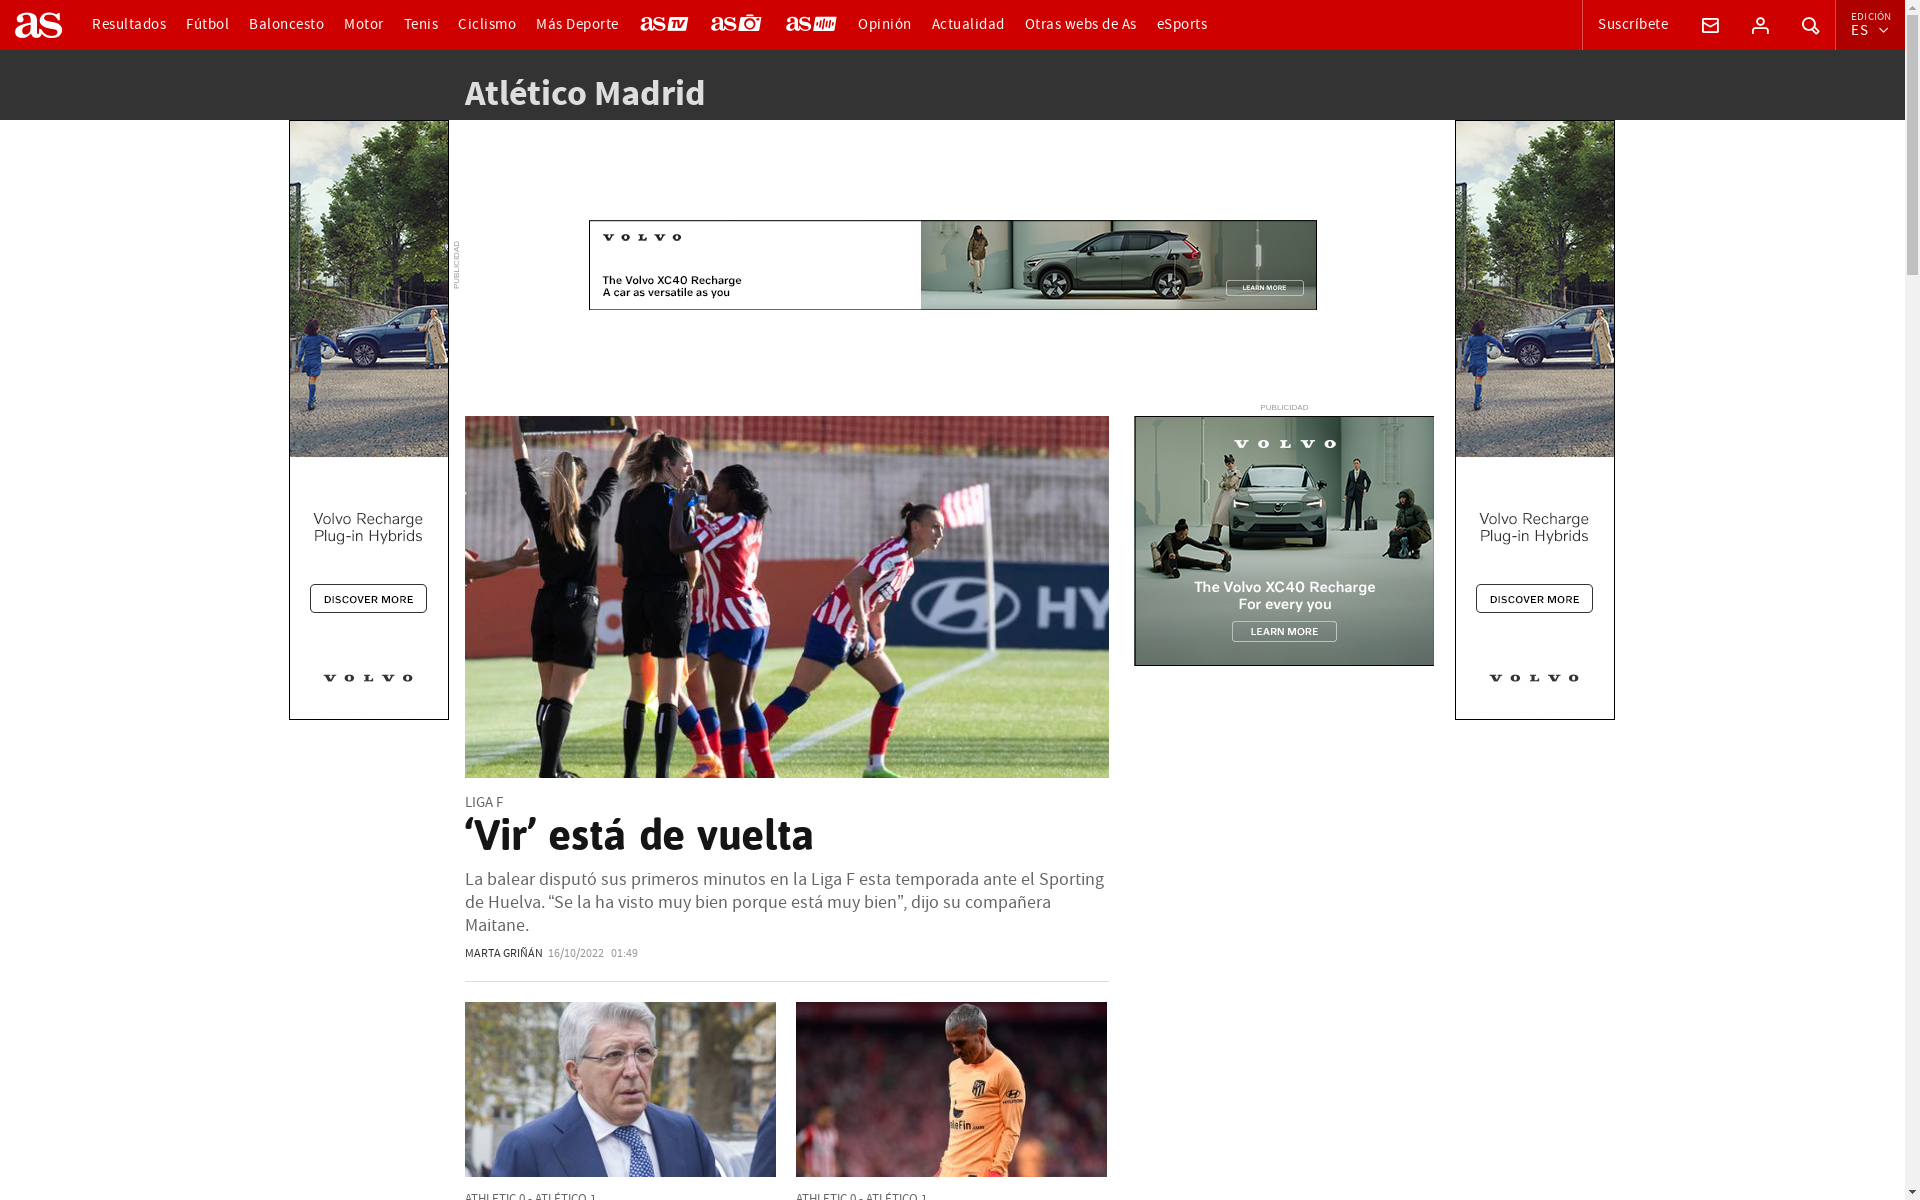 as
Resultados
Fútbol
Baloncesto
Motor
Tenis
Ciclismo
Más Deporte
as TV
as
as
Opinión
Actualidad
Otras webs de As
eSports
Suscríbete
EDICIÓN
ES
Atlético Madrid
PUBLICIDAD
VOLVO
The Volvo XC40 Recharge
A car as versatile as you
LEARN MORE
Volvo Recharge
Plug-in Hybrids
DISCOVER MORE
VOLVO
PUBLICIDAD
VOLVO
The Volvo XC40 Recharge
For every you
LEARN MORE
Volvo Recharge
Plug-in Hybrids
DISCOVER MORE
VOLVO
HY
LIGA F
‘Vir’ está de vuelta
La balear disputó sus primeros minutos en la Liga F esta temporada ante el Sporting
de Huelva. “Se la ha visto muy bien porque está muy bien”, dijo su compañera
Maitane.
MARTA GRIÑÁN 16/10/2022 01:49
ATHLETIC 0 - ATLÉTICO 1
ATHLETIC 0 - ATLÉTICO 1